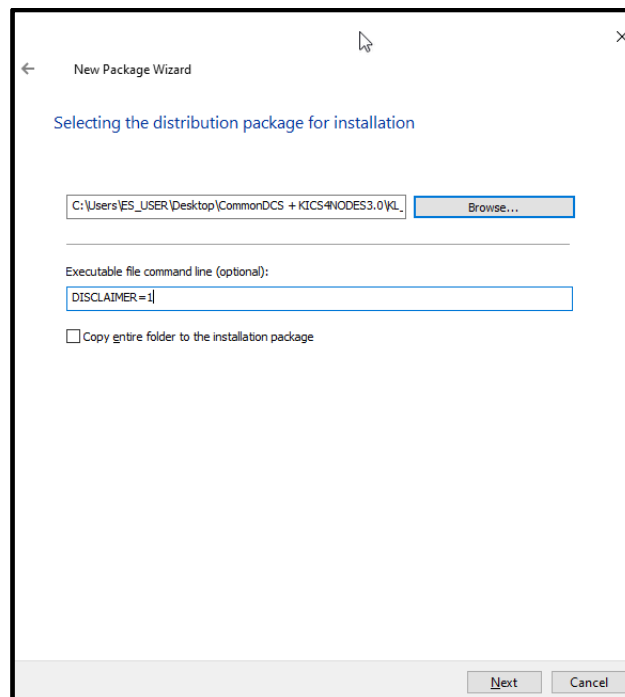 New Package Wizard
Selecting the distribution package for installation
C:\Users\ES_USER\Desktop\CommonDCS + KICS4NODES3.0\KL_
Browse...
Executable file command line (optional):
DISCLAIMER=1
Copy entire folder to the installation package
Next
Cancel